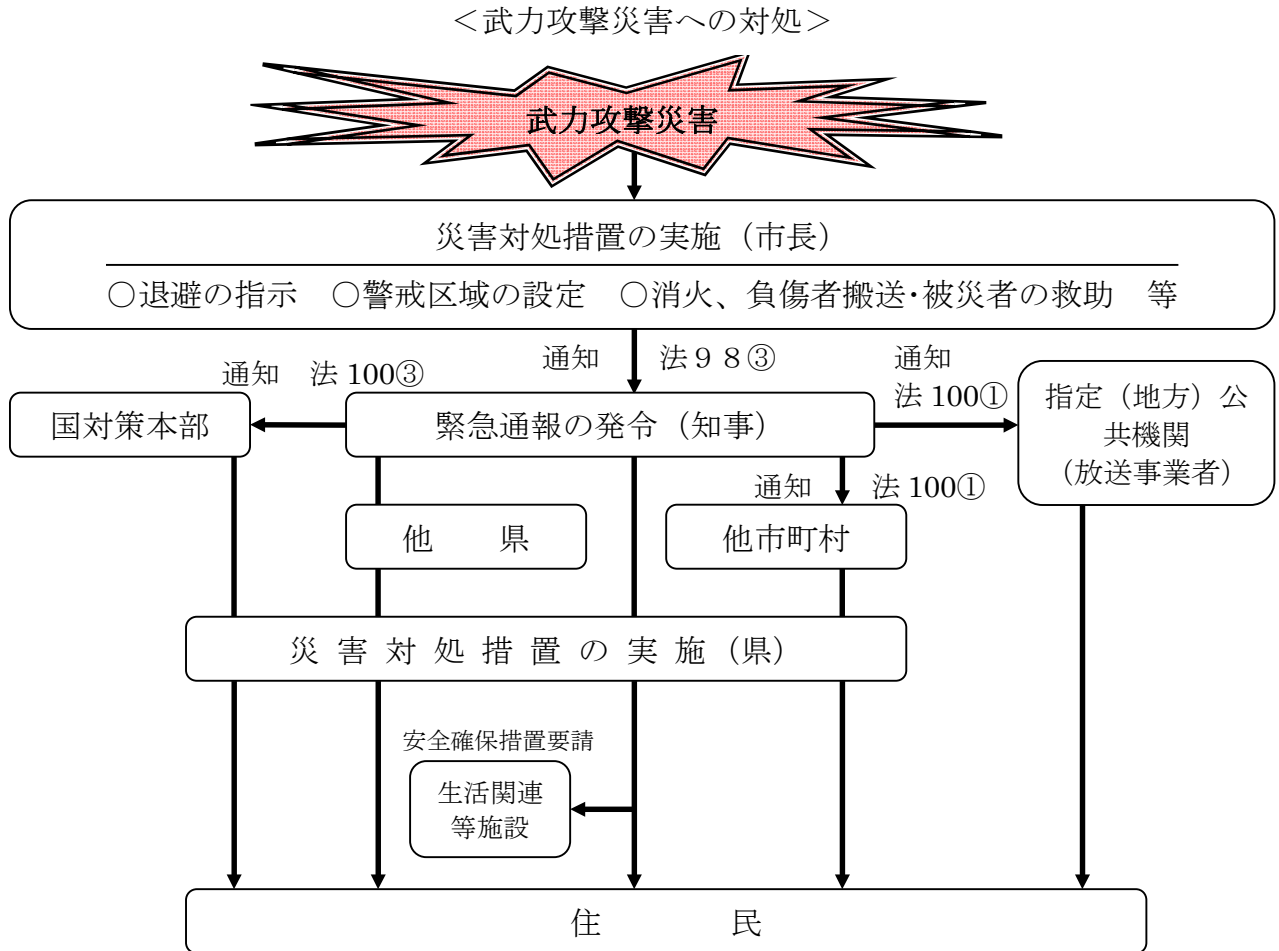 ＜武力攻撃災害への対処＞
武力攻撃災害
災害対処措置の実施（市長）
○退避の指示　○警戒区域の設定　○消火、負傷者搬送・被災者の救助　等
通知　法９８③
通知　法 100③
通知
法 100①
国対策本部
緊急通報の発令（知事）
指定（地方）公
共機関
（放送事業者）
通知　法 100①
他　　県
他市町村
災 害 対 処 措 置 の 実 施（県）
安全確保措置要請
生活関連
等施設
住　　　　民